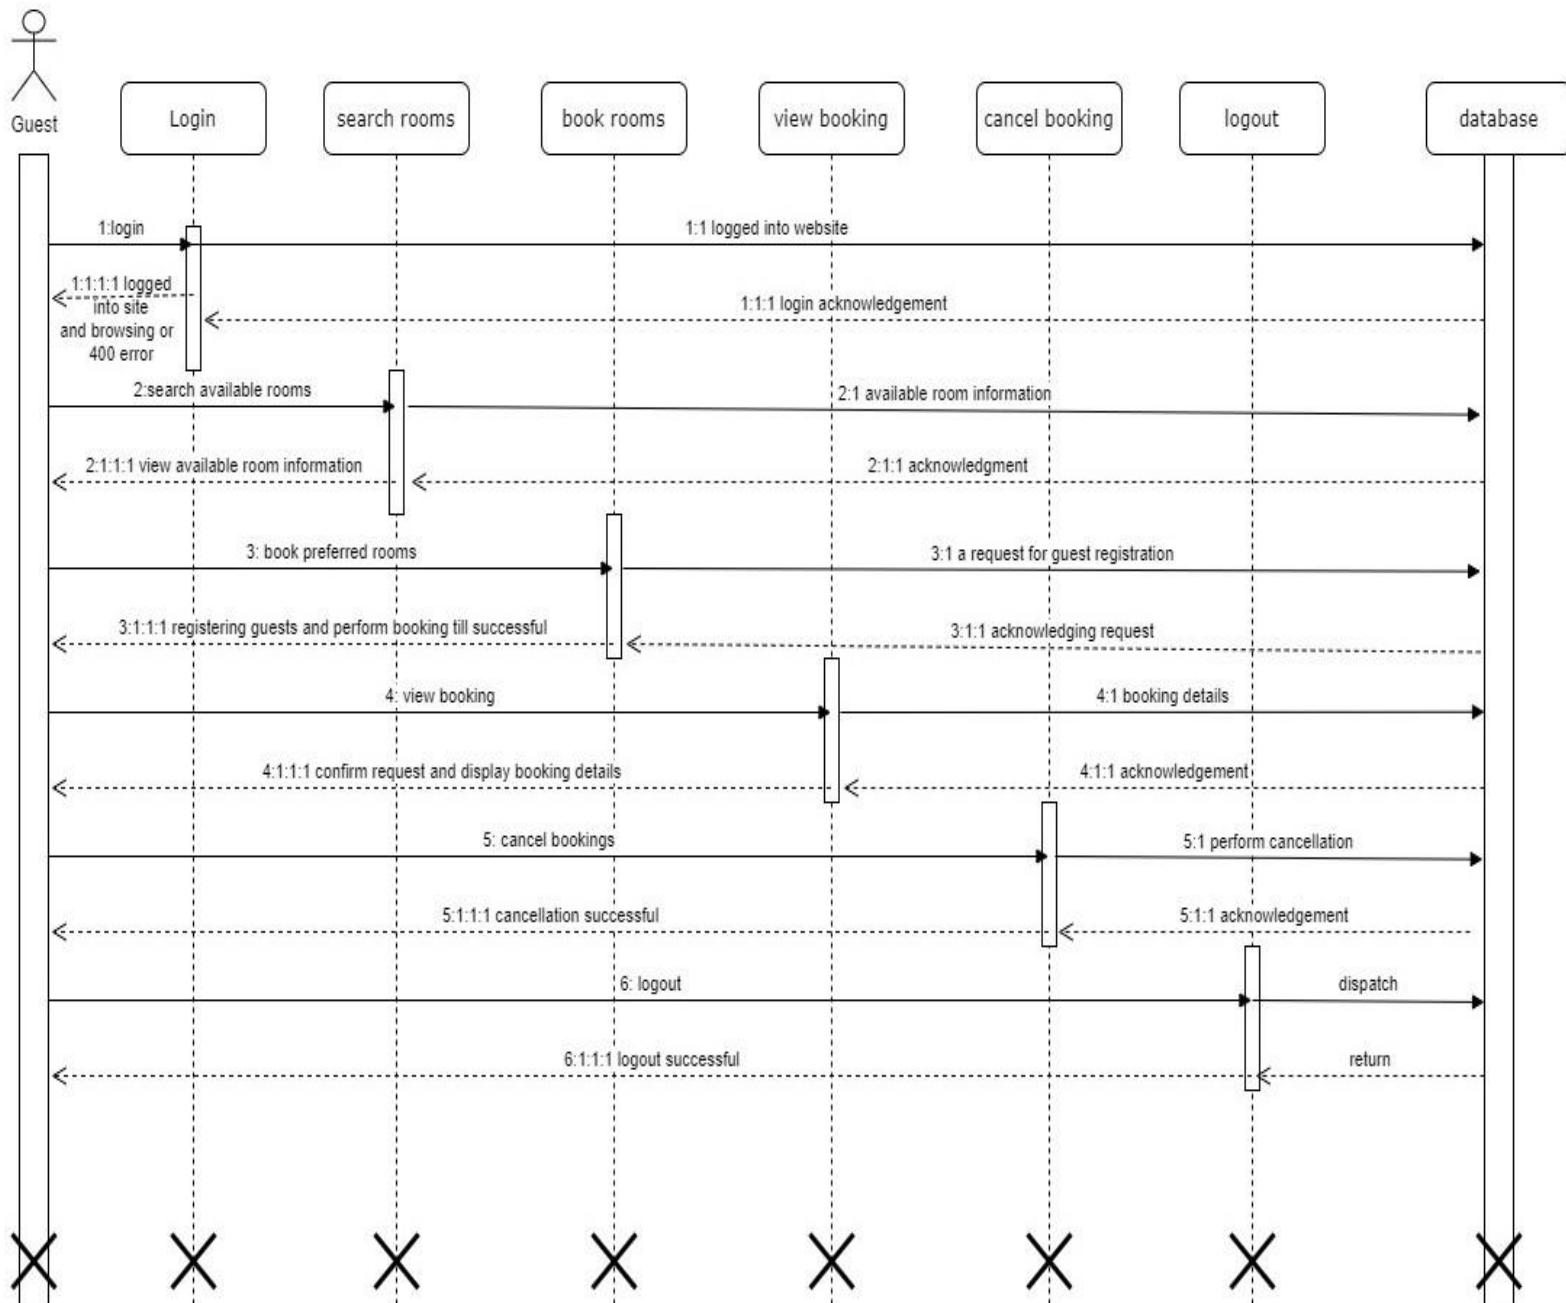 Guest
Login
search rooms
book rooms
view booking
cancel booking
logout
database
1:login
1:1 logged into website
1:1:1:1 logged
into site
and browsing or
400 error
1:1:1 login acknowledgement
2:search available rooms
2:1 available room information
2:1:1:1 view available room information
2:1:1 acknowledgment
3: book preferred rooms
3:1 a request for guest registration
3:1:1:1 registering guests and perform booking till successful
3:1:1 acknowledging request
4: view booking
4:1 booking details
4:1:1:1 confirm request and display booking details
4:1:1 acknowledgement
5: cancel bookings
5:1 perform cancellation
5:1:1:1 cancellation successful
5:1:1 acknowledgement
6: logout
dispatch
6:1:1:1 logout successful
return